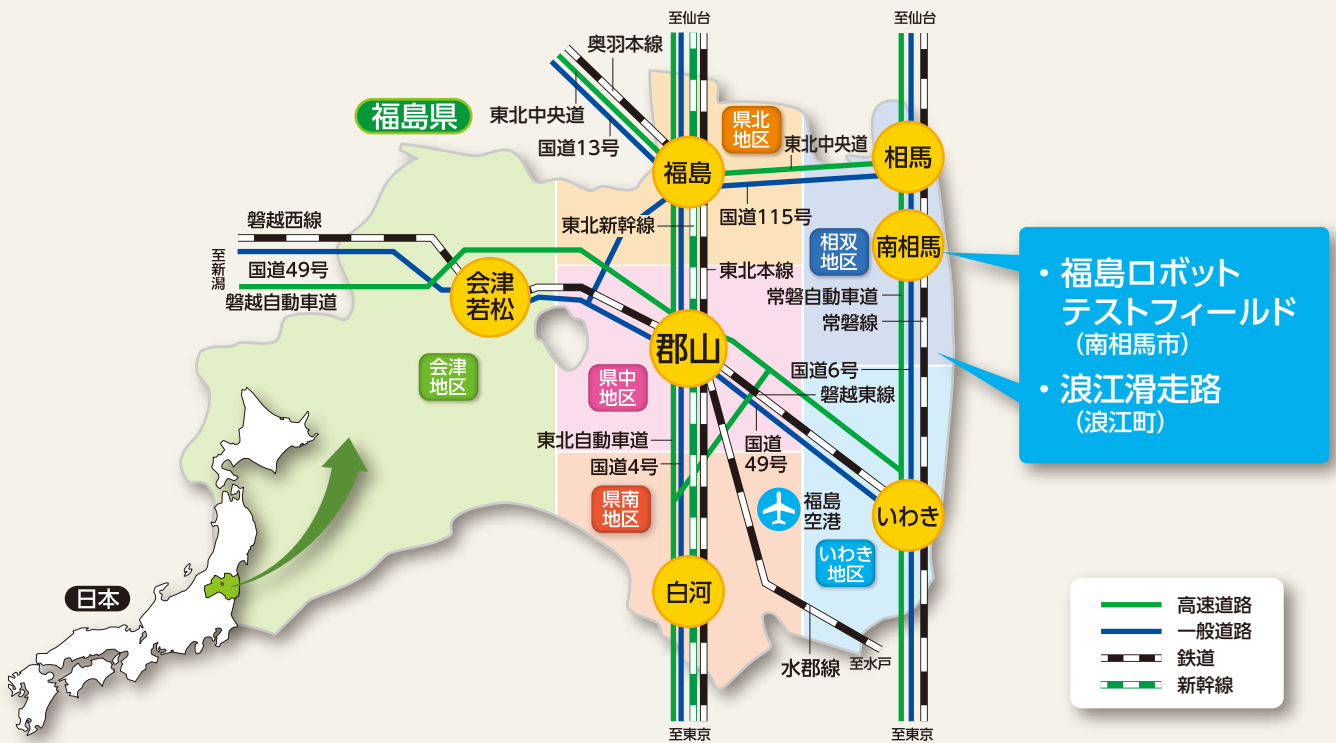 至仙台
至仙台
奥羽本線
東北中央道
国道13号
福島県
県北
地区
東北中央道
福島
相馬
国道115号
磐越西線
東北新幹線
相双
地区
南相馬
至新潟
国道49号
磐越自動車道
会津
若松
東北本線
常磐自動車道
常磐線
・福島ロボット
テストフィールド
（南相馬市）
・浪江滑走路
（浪江町）
郡山
会津
地区
県中
地区
国道6号
磐越東線
東北自動車道
国道4号
国道
49号
県南
地区
福島
空港
いわき
いわき
地区
白河
日本
水郡線
至水戸
高速道路
一般道路
鉄道
新幹線
至東京
至東京